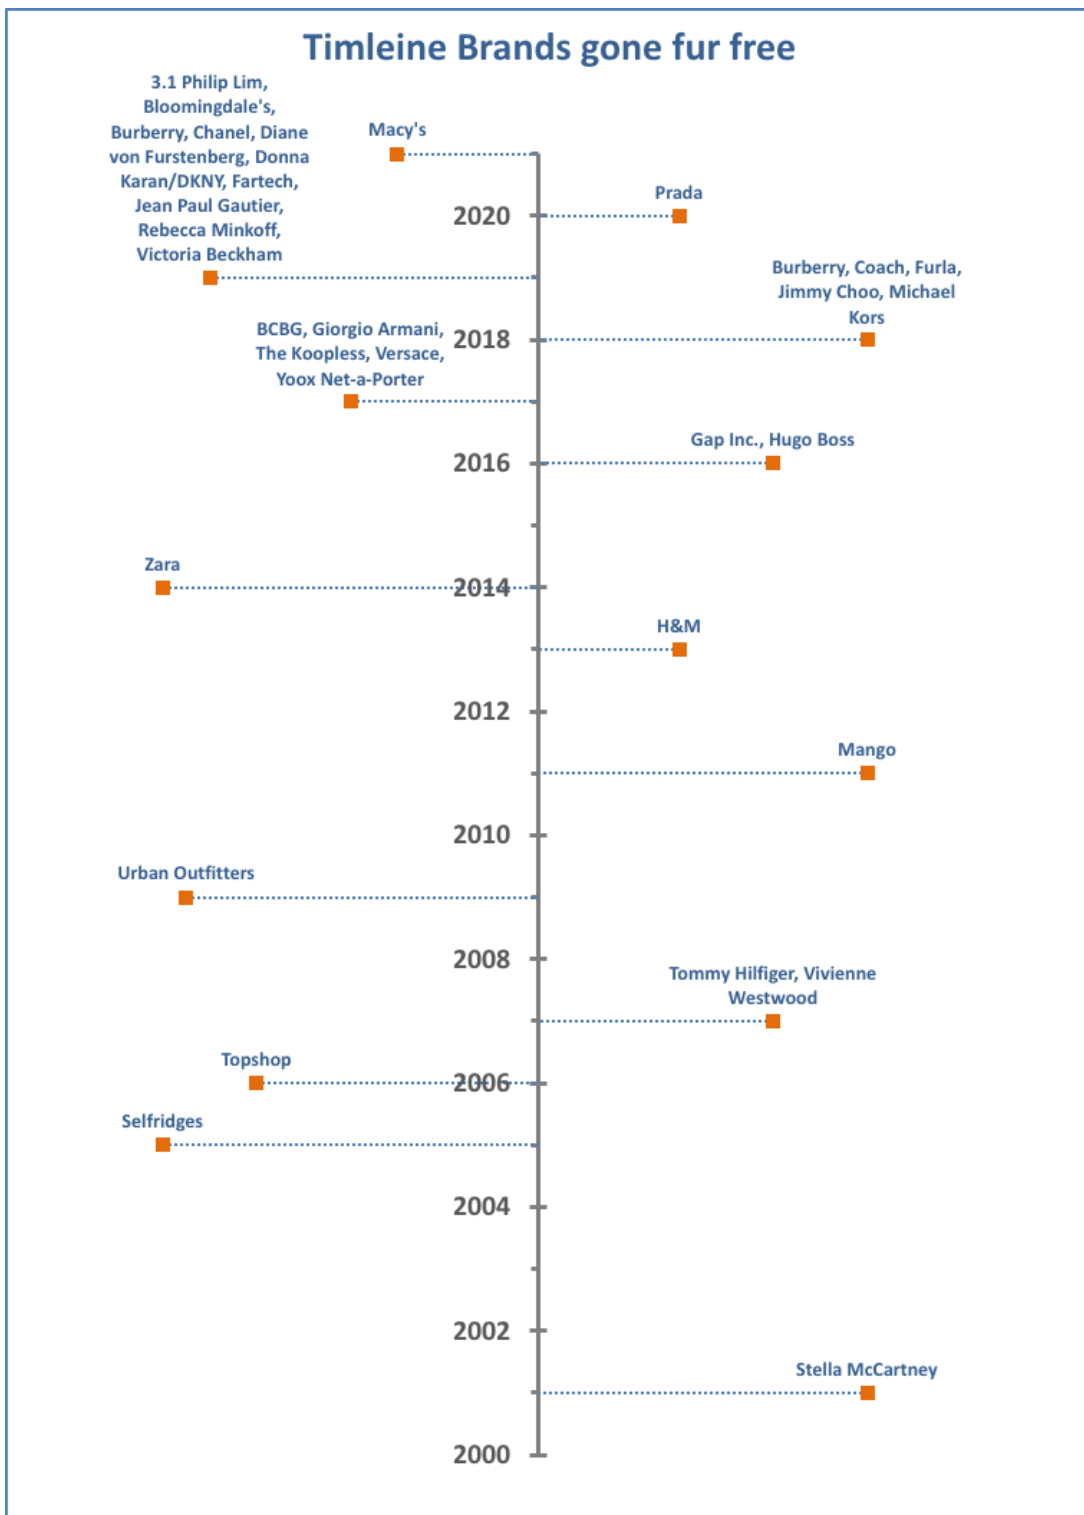 Timleine Brands gone fur free
3.1 Philip Lim,
Bloomingdale's,
Burberry, Chanel, Diane
von Furstenberg, Donna
Karan/DKNY, Fartech,
Jean Paul Gautier,
Rebecca Minkoff,
Victoria Beckham
Macy's
Prada
2020
Burberry, Coach, Furla,
Jimmy Choo, Michael
Kors
2018
BCBG, Giorgio Armani,
The Koopless, Versace,
Yoox Net-a-Porter
Gap Inc., Hugo Boss
2016
Zara
2014
H&M
2012
Mango
2010
Urban Outfitters
2008
Tommy Hilfiger, Vivienne
Westwood
Topshop
2006
Selfridges
2004
2002
Stella McCartney
2000